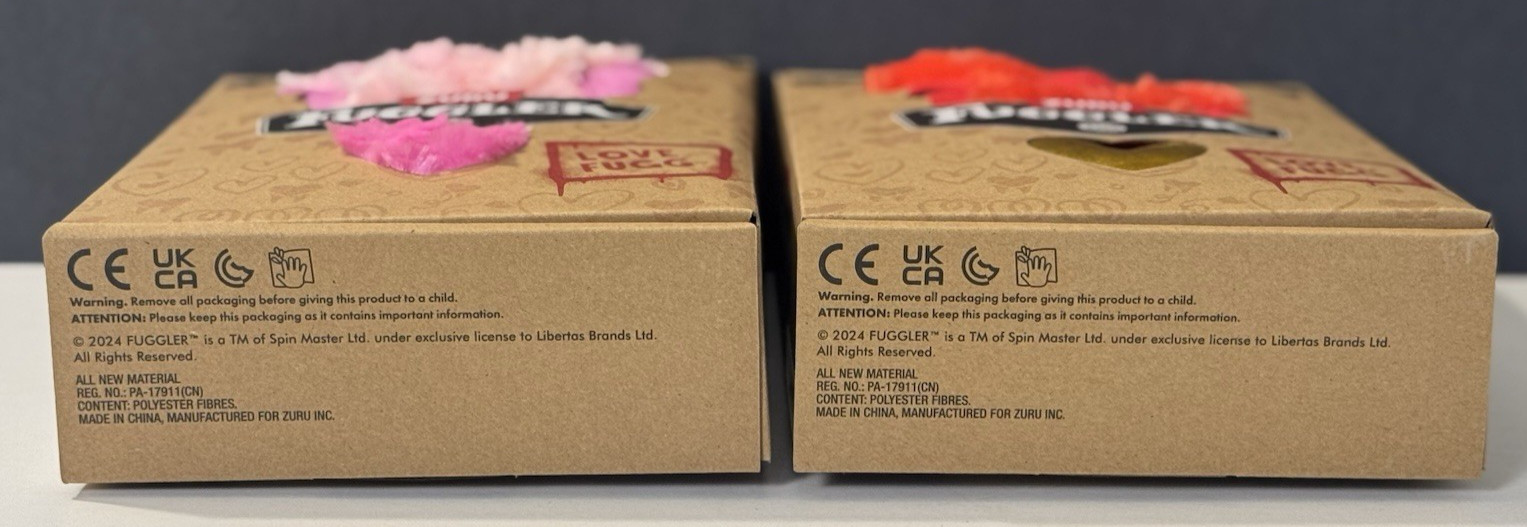 ZURU
FUGGLER
LOVE
FUGG
CE
UK
CA
Warning. Remove all packaging before giving this product to a child.
ATTENTION: Please keep this packaging as it contains important information.
© 2024 FUGGLER™ is a TM of Spin Master Ltd. under exclusive license to Libertas Brands Ltd.
All Rights Reserved.
ALL NEW MATERIAL
REG. NO.: PA-17911(CN)
CONTENT: POLYESTER FIBRES.
MADE IN CHINA, MANUFACTURED FOR ZURU INC.
ZURU
FUGGLER
LOVE
FUGG
CE
UK
CA
Warning. Remove all packaging before giving this product to a child.
ATTENTION: Please keep this packaging as it contains important information.
© 2024 FUGGLER™ is a TM of Spin Master Ltd. under exclusive license to Libertas Brands Ltd.
All Rights Reserved.
ALL NEW MATERIAL
REG. NO.: PA-17911(CN)
CONTENT: POLYESTER FIBRES.
MADE IN CHINA, MANUFACTURED FOR ZURU INC.